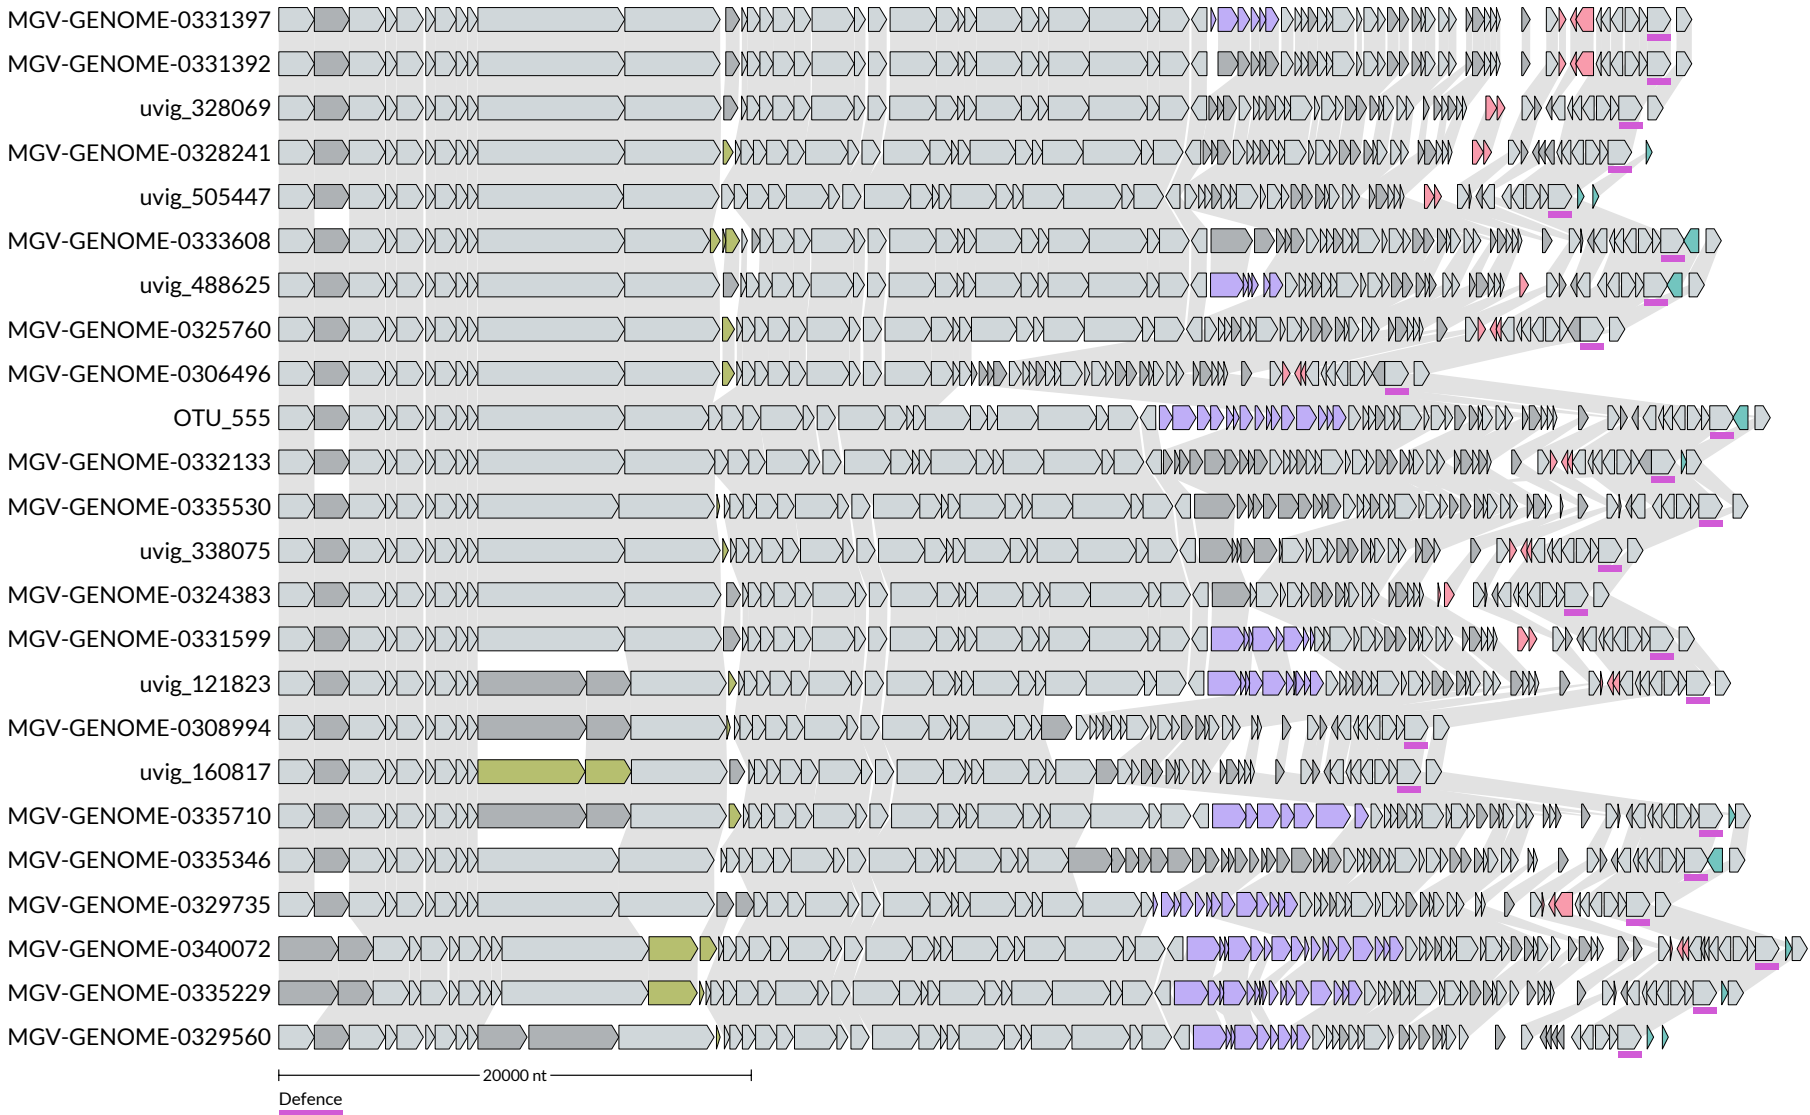 MGV-GENOME-0331397
MGV-GENOME-0331392
uvig_328069
MGV-GENOME-0328241
uvig_505447
MGV-GENOME-0333608
uvig_488625
MGV-GENOME-0325760
MGV-GENOME-0306496
OTU_555
MGV-GENOME-0332133
MGV-GENOME-0335530
uvig_338075
MGV-GENOME-0324383
MGV-GENOME-0331599
uvig_121823
MGV-GENOME-0308994
uvig_160817
MGV-GENOME-0335710
MGV-GENOME-0335346
MGV-GENOME-0329735
MGV-GENOME-0340072
MGV-GENOME-0335229
MGV-GENOME-0329560
20000 nt
Defence